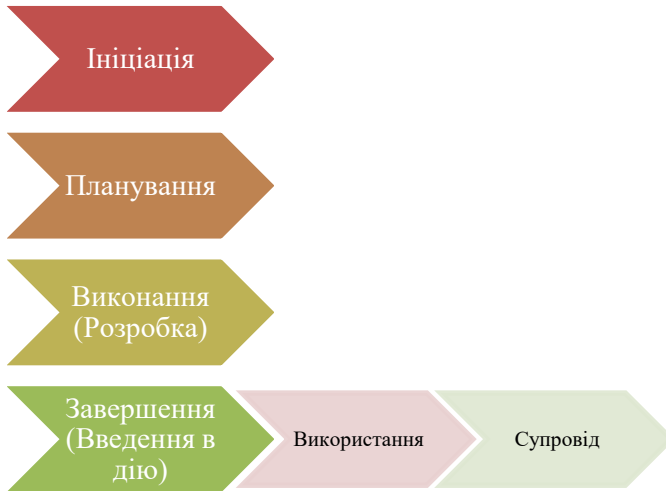 Ініціація
Планування
Виконання
(Розробка)
Завершення
(Введення в
дію)
Використання
Супровід